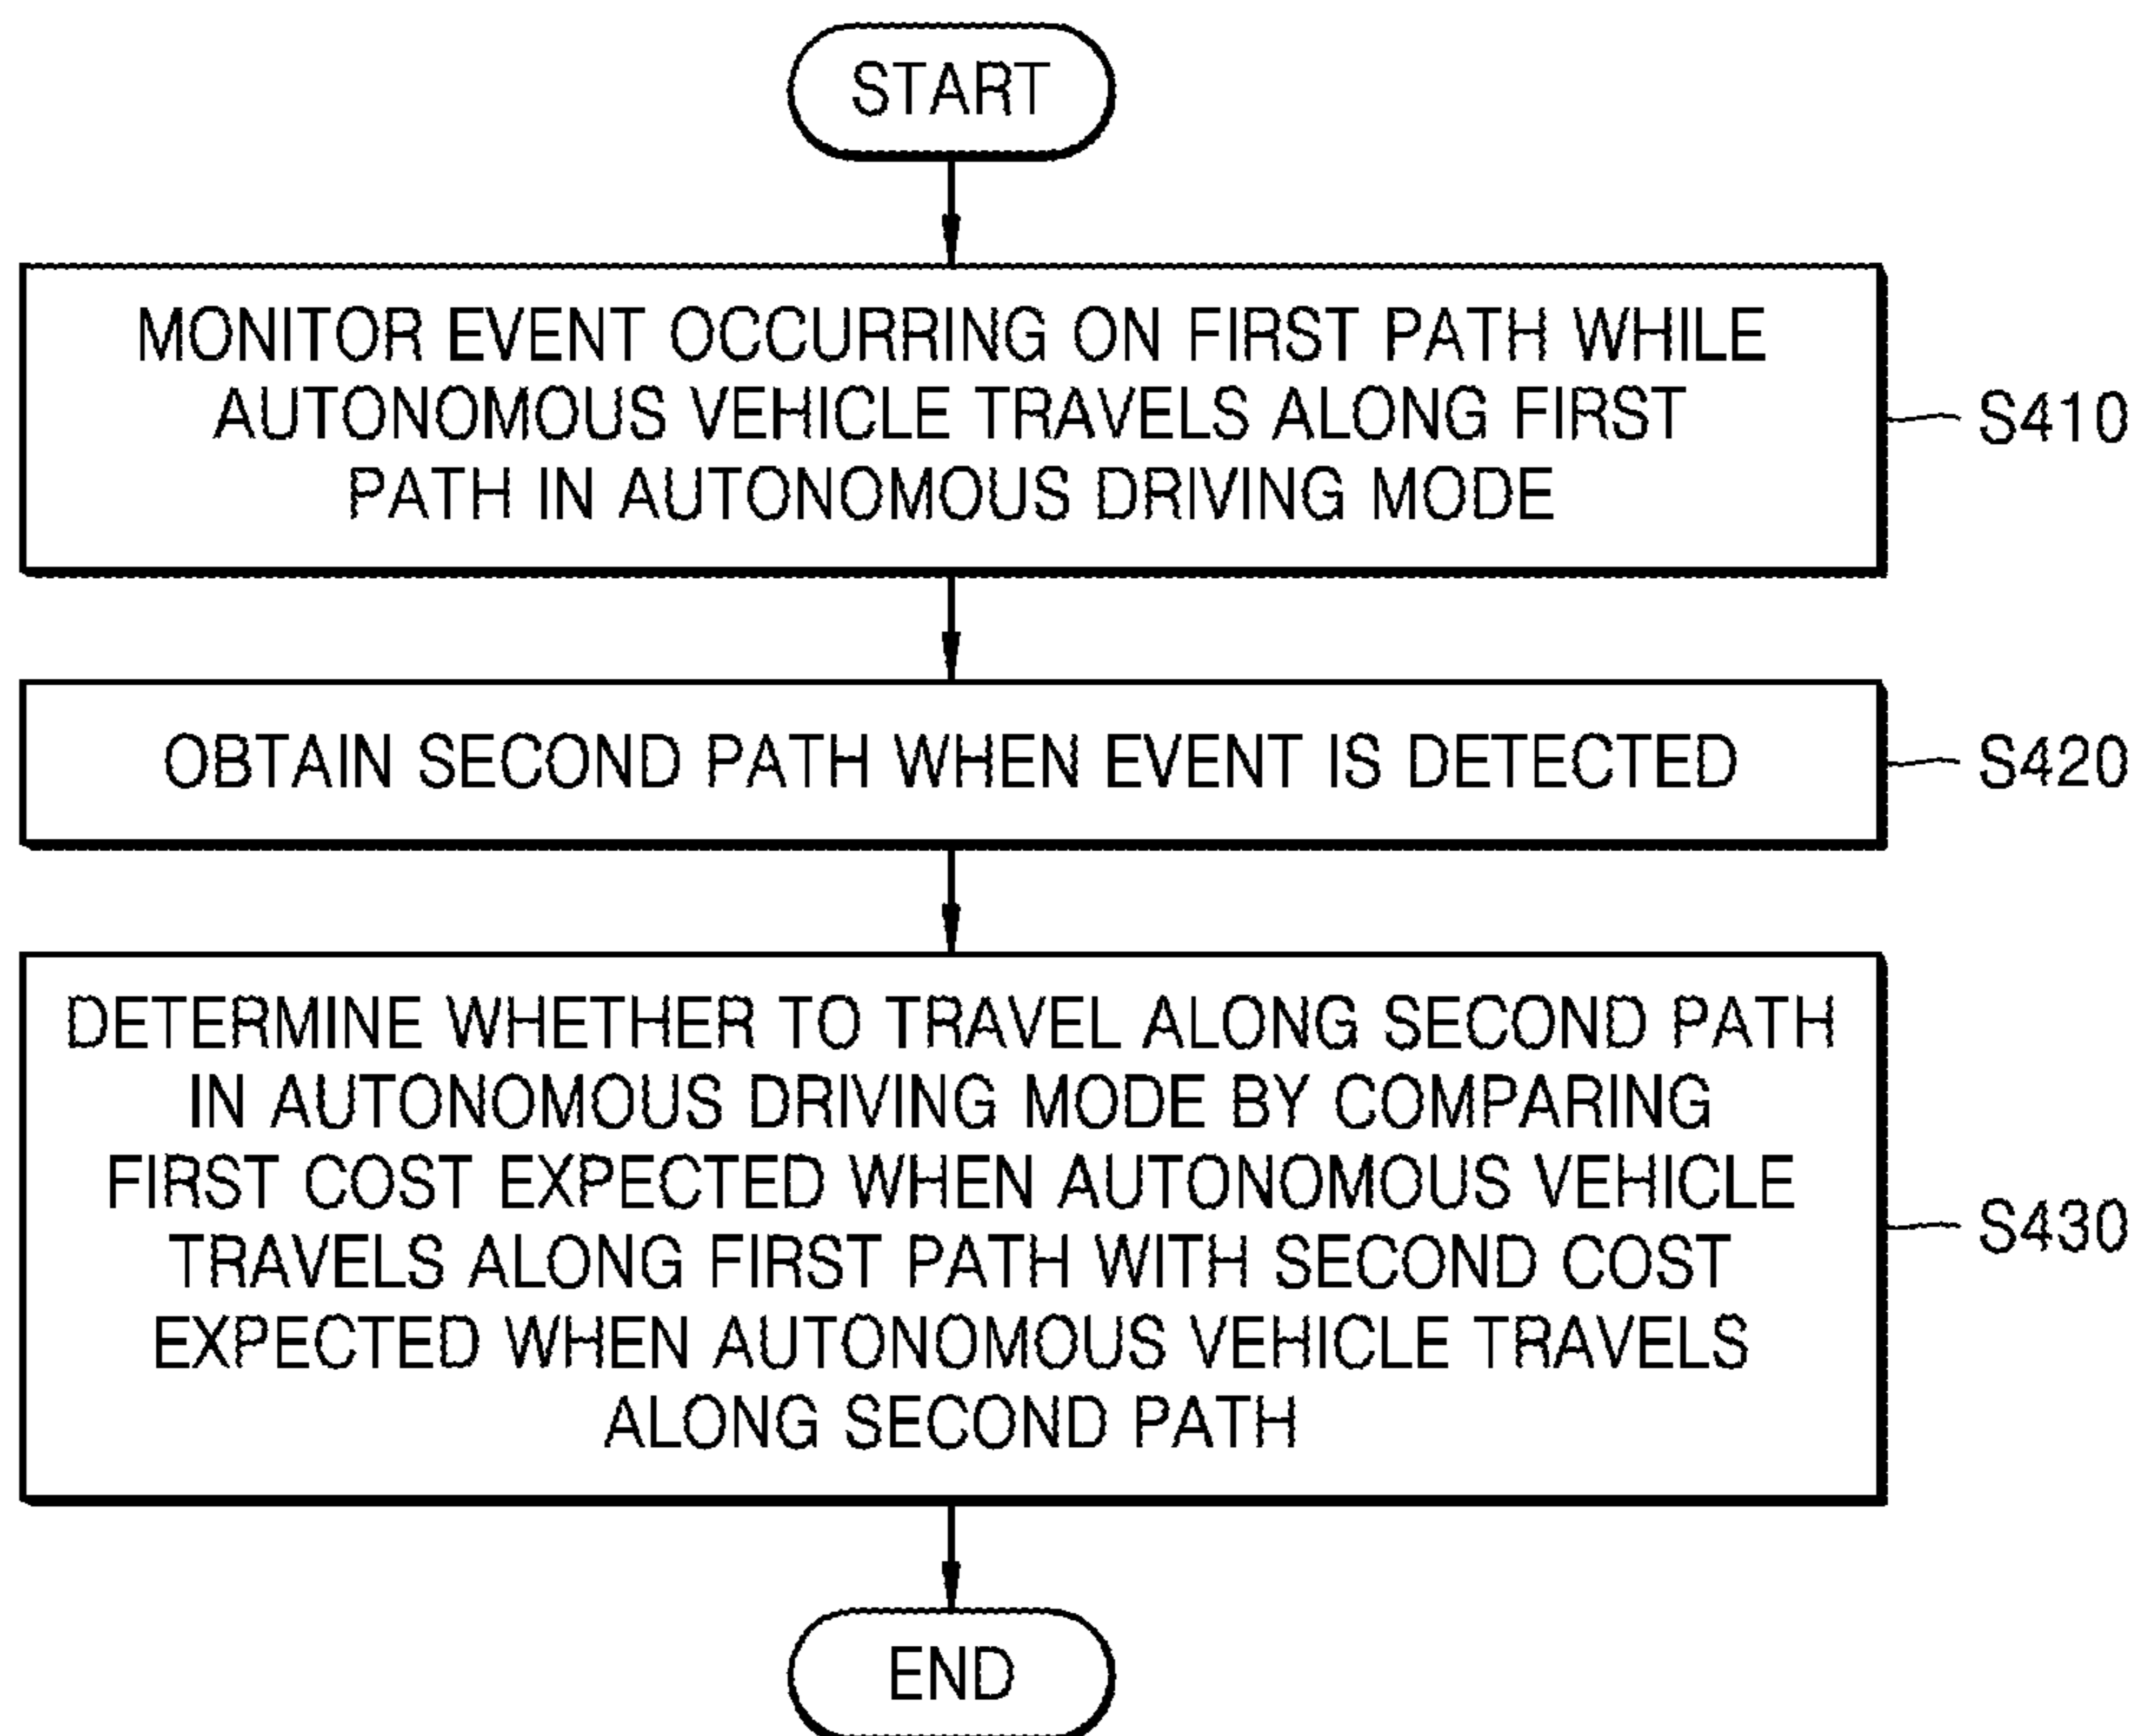 START
MONITOR EVENT OCCURRING ON FIRST PATH WHILE
AUTONOMOUS VEHICLE TRAVELS ALONG FIRST
PATH IN AUTONOMOUS DRIVING MODE
S410
OBTAIN SECOND PATH WHEN EVENT IS DETECTED
S420
DETERMINE WHETHER TO TRAVEL ALONG SECOND PATH
IN AUTONOMOUS DRIVING MODE BY COMPARING
FIRST COST EXPECTED WHEN AUTONOMOUS VEHICLE
TRAVELS ALONG FIRST PATH WITH SECOND COST
EXPECTED WHEN AUTONOMOUS VEHICLE TRAVELS
ALONG SECOND PATH
S430
END